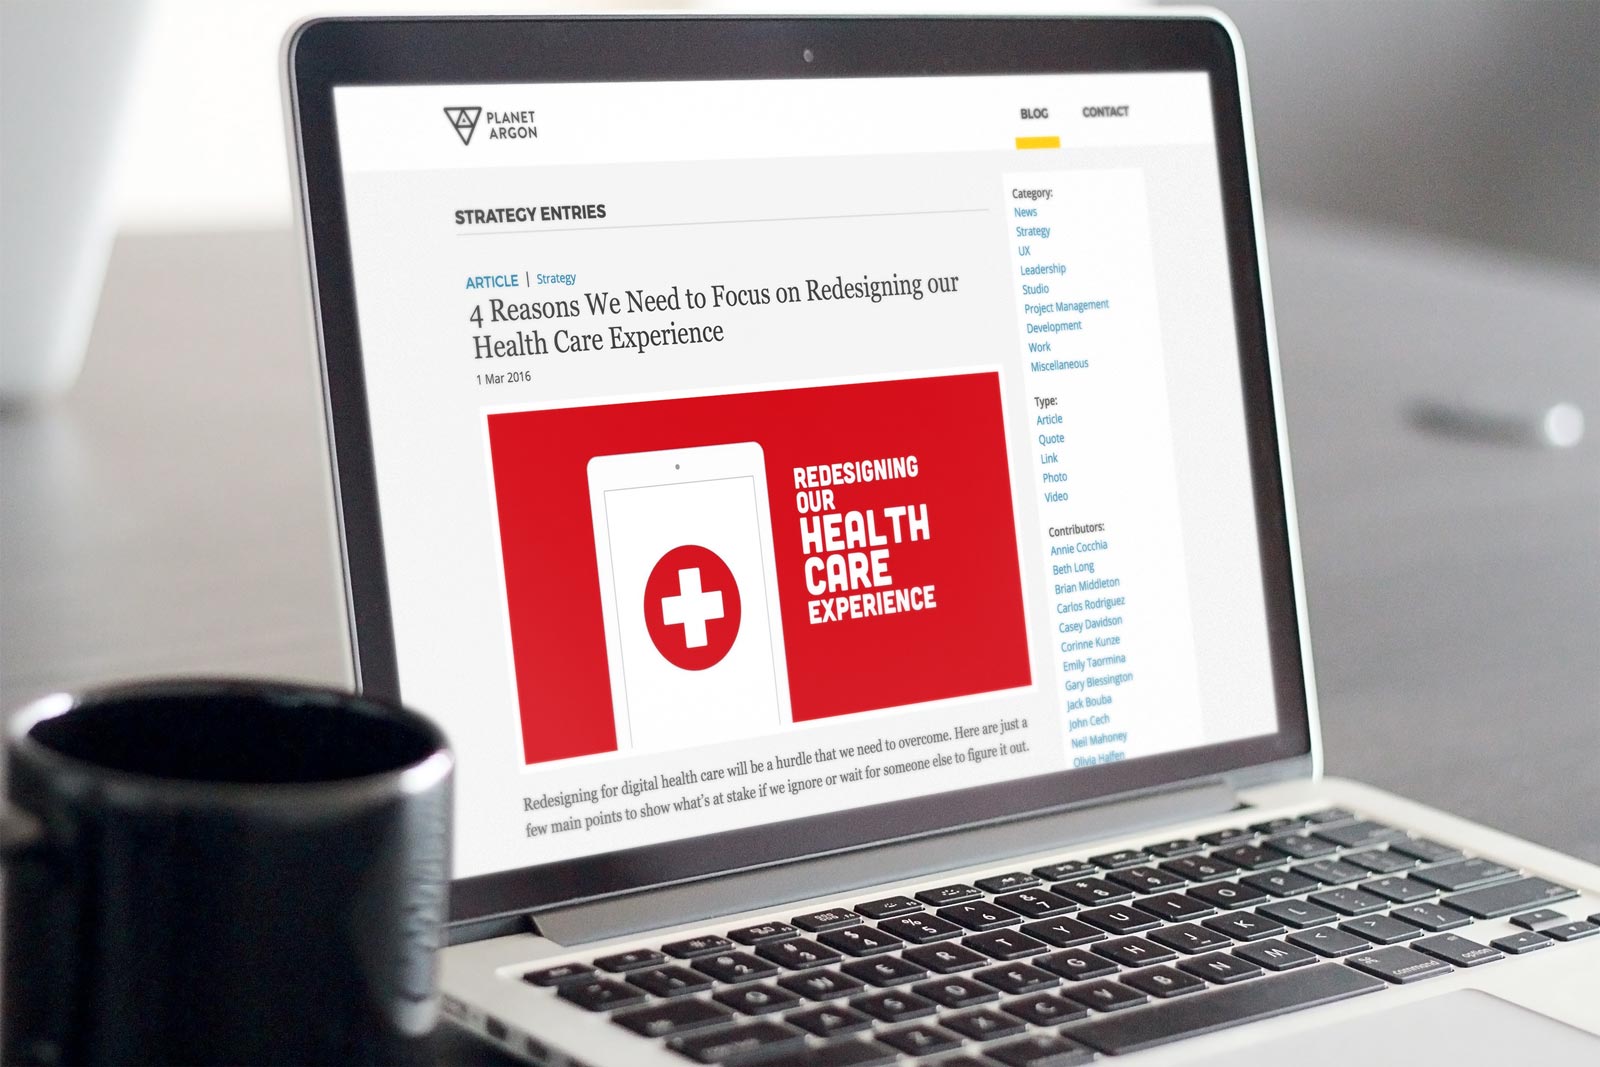 PLANET
ARGON
BLOG
CONTACT
STRATEGY ENTRIES
ARTICLE | Strategy
4 Reasons We Need to Focus on Redesigning our
Health Care Experience
1 Mar 2016
REDESIGNING
OUR
HEALTH
CARE
EXPERIENCE
Redesigning for digital health care will be a hurdle that we need to overcome. Here are just a
few main points to show what's at stake if we ignore or wait for someone else to figure it out.
Category:
News
Strategy
UX
Leadership
Studio
Project Management
Development
Work
Miscellaneous
Type:
Article
Quote
Link
Photo
Video
Contributors:
Annie Cocchia
Beth Long
Brian Middleton
Carlos Rodriguez
Casey Davidson
Corinne Kunze
Emily Taormina
Gary Blessington
Jack Bouba
John Cech
Neil Mahoney
Olivia Halfen
Q W E R T Y U I O P
A S D F G H J K L
Z X C V B N M
command
option